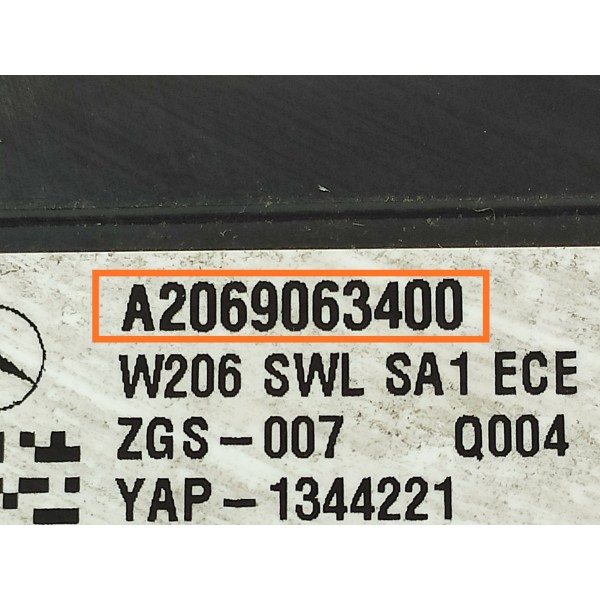 A2069063400
W206 SWL SA1 ECE
ZGS-007 Q004
YAP-1344221